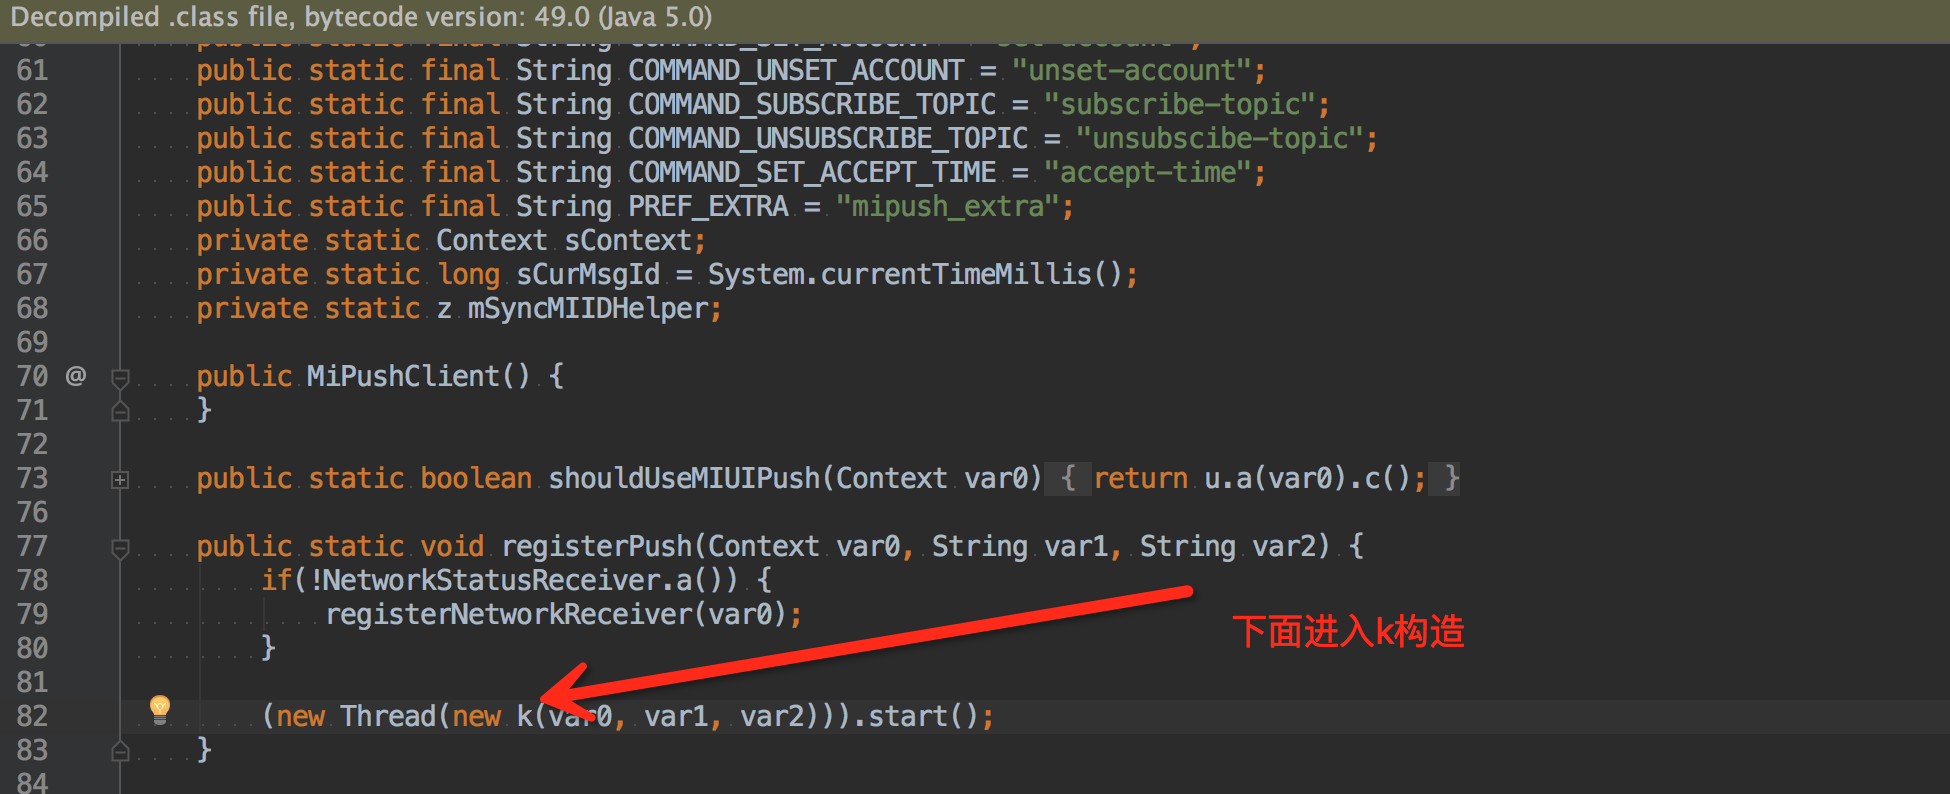 Decompiled .class file, bytecode version: 49.0 (Java 5.0)
61 public static final String COMMAND_UNSET_ACCOUNT = "unset-account";
62 public static final String COMMAND_SUBSCRIBE_TOPIC = "subscribe-topic";
63 public static final String COMMAND_UNSUBSCRIBE_TOPIC = "unsubscibe-topic";
64 public static final String COMMAND_SET_ACCEPT_TIME = "accept-time";
65 public static final String PREF_EXTRA = "mipush_extra";
66 private static Context sContext;
67 private static long sCurMsgId = System.currentTimeMillis();
68 private static z mSyncMIIDHelper;
69
70 @ public MiPushClient() {
71 }
72
73 public static boolean shouldUseMIUIPush(Context var0) { return u.a(var0).c(); }
76
77 public static void registerPush(Context var0, String var1, String var2) {
78 if(!NetworkStatusReceiver.a()) {
79 registerNetworkReceiver(var0);
下面进入k构造
80 }
81
82 (new Thread(new k(var0, var1, var2))).start();
83 }
84